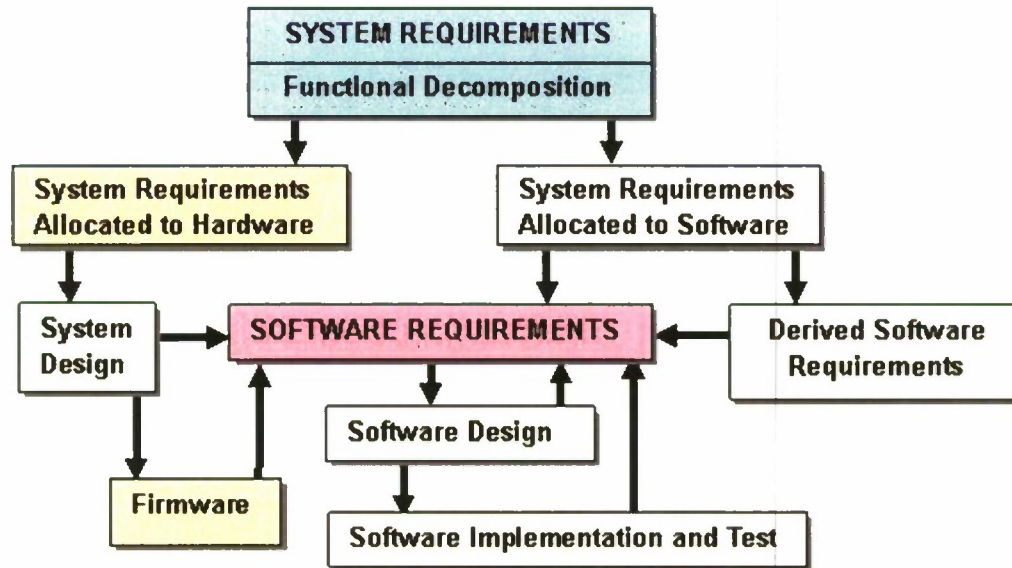 SYSTEM REQUIREMENTS
Functional Decomposition
System Requirements
Allocated to Hardware
System Requirements
Allocated to Software
System
Design
SOFTWARE REQUIREMENTS
Derived Software
Requirements
Software Design
Firmware
Software Implementation and Test